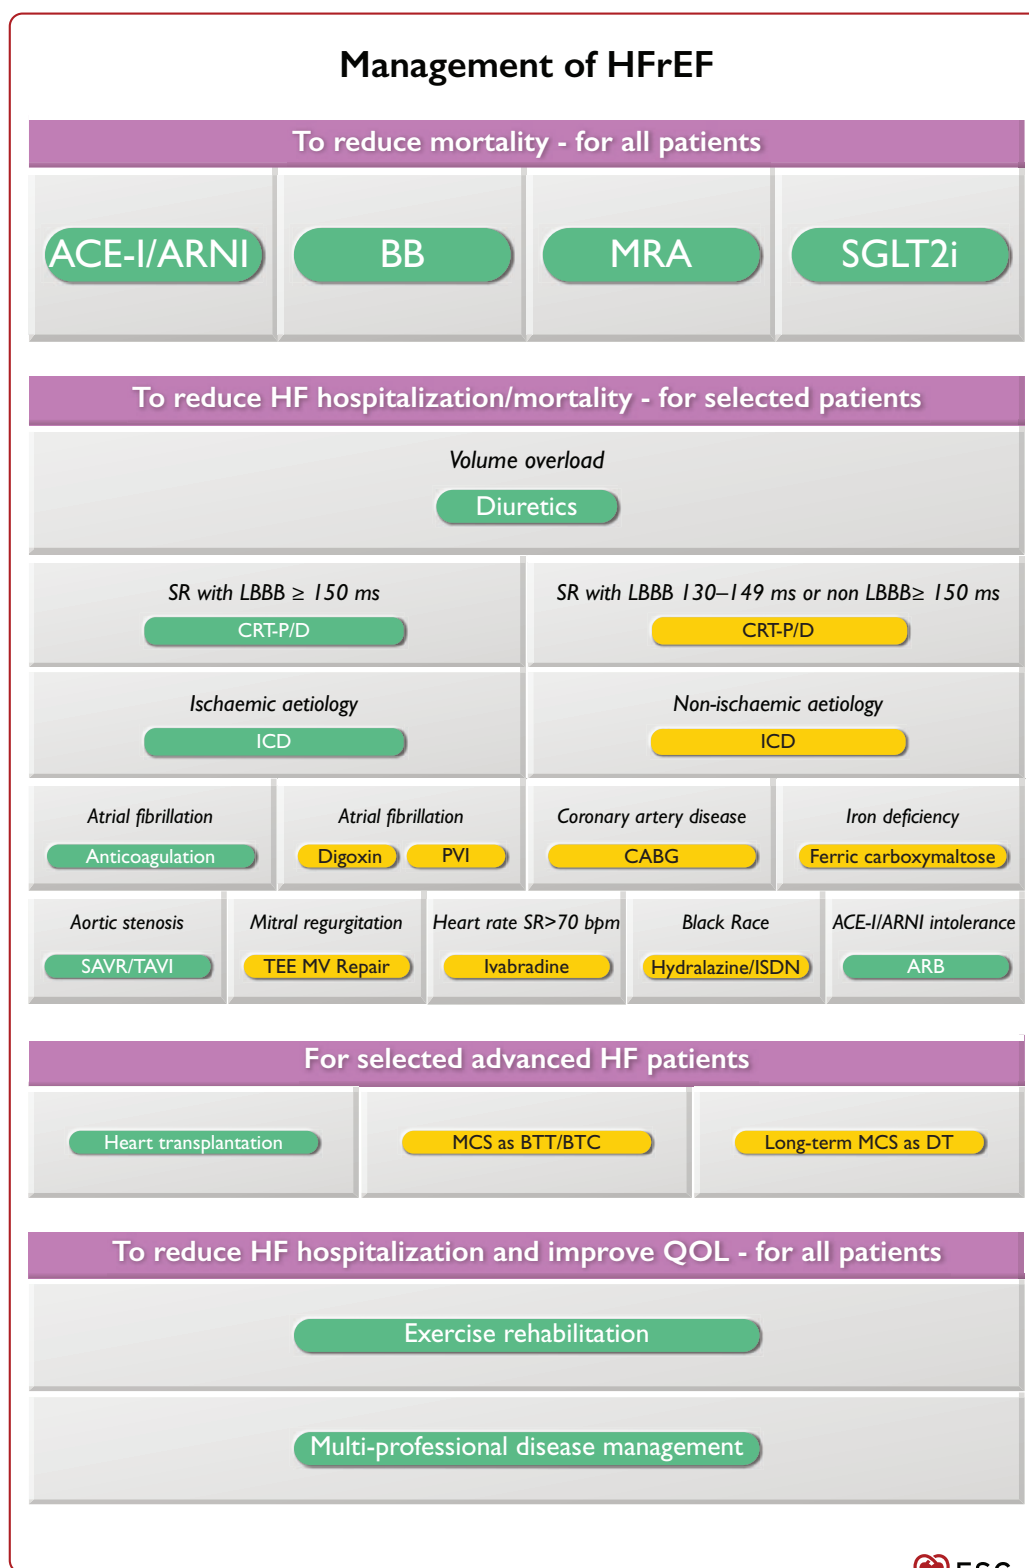 Management of HFrEF
To reduce mortality - for all patients
ACE-I/ARNI
BB
MRA
SGLT2i
To reduce HF hospitalization/mortality - for selected patients
Volume overload
Diuretics
SR with LBBB ≥ 150 ms
CRT-P/D
SR with LBBB 130–149 ms or non LBBB≥ 150 ms
CRT-P/D
Ischaemic aetiology
ICD
Non-ischaemic aetiology
ICD
Atrial fibrillation
Anticoagulation
Atrial fibrillation
Digoxin
PVI
Coronary artery disease
CABG
Iron deficiency
Ferric carboxymaltose
Aortic stenosis
SAVR/TAVI
Mitral regurgitation
TEE MV Repair
Heart rate SR>70 bpm
Ivabradine
Black Race
Hydralazine/ISDN
ACE-I/ARNI intolerance
ARB
For selected advanced HF patients
Heart transplantation
MCS as BTT/BTC
Long-term MCS as DT
To reduce HF hospitalization and improve QOL - for all patients
Exercise rehabilitation
Multi-professional disease management
ESC